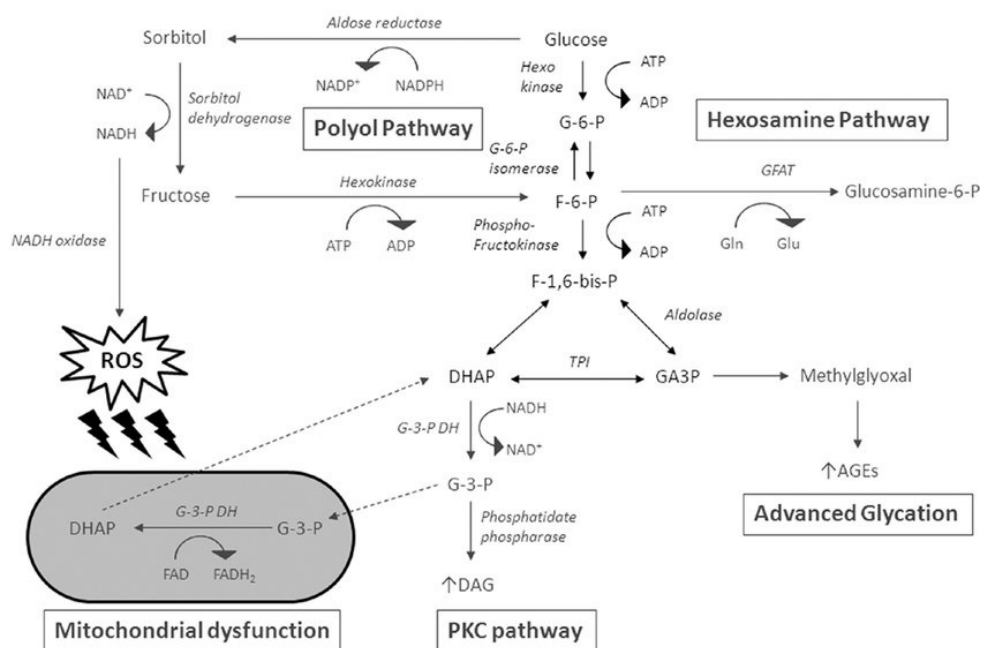 Aldose reductase
Sorbitol
Glucose
NADP⁺
NADPH
Hexo
kinase
ATP
ADP
NAD⁺
NADH
Sorbitol
dehydrogenase
Polyol Pathway
G-6-P
Hexosamine Pathway
G-6-P
isomerase
Fructose
Hexokinase
ATP
ADP
F-6-P
GFAT
Glucosamine-6-P
Gln
Glu
NADH oxidase
Phospho-
Fructokinase
ATP
ADP
F-1,6-bis-P
Aldolase
ROS
DHAP
TPI
GA3P
Methylglyoxal
G-3-P DH
NADH
NAD⁺
↑AGEs
Advanced Glycation
G-3-P
DHAP
G-3-P DH
G-3-P
FAD
FADH₂
Phosphatidate
phospharase
↑DAG
Mitochondrial dysfunction
PKC pathway